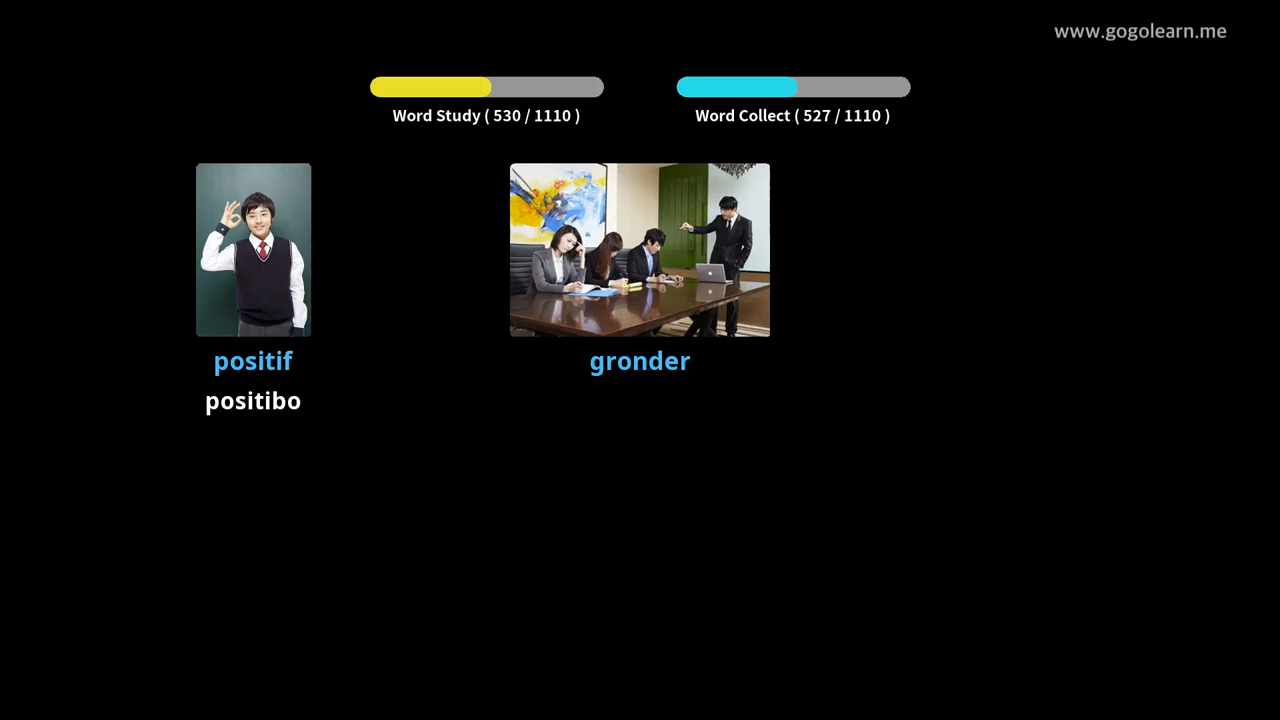 www.gogolearn.me
Word Study ( 530 / 1110 )
Word Collect ( 527 / 1110 )
positif
gronder
positibo